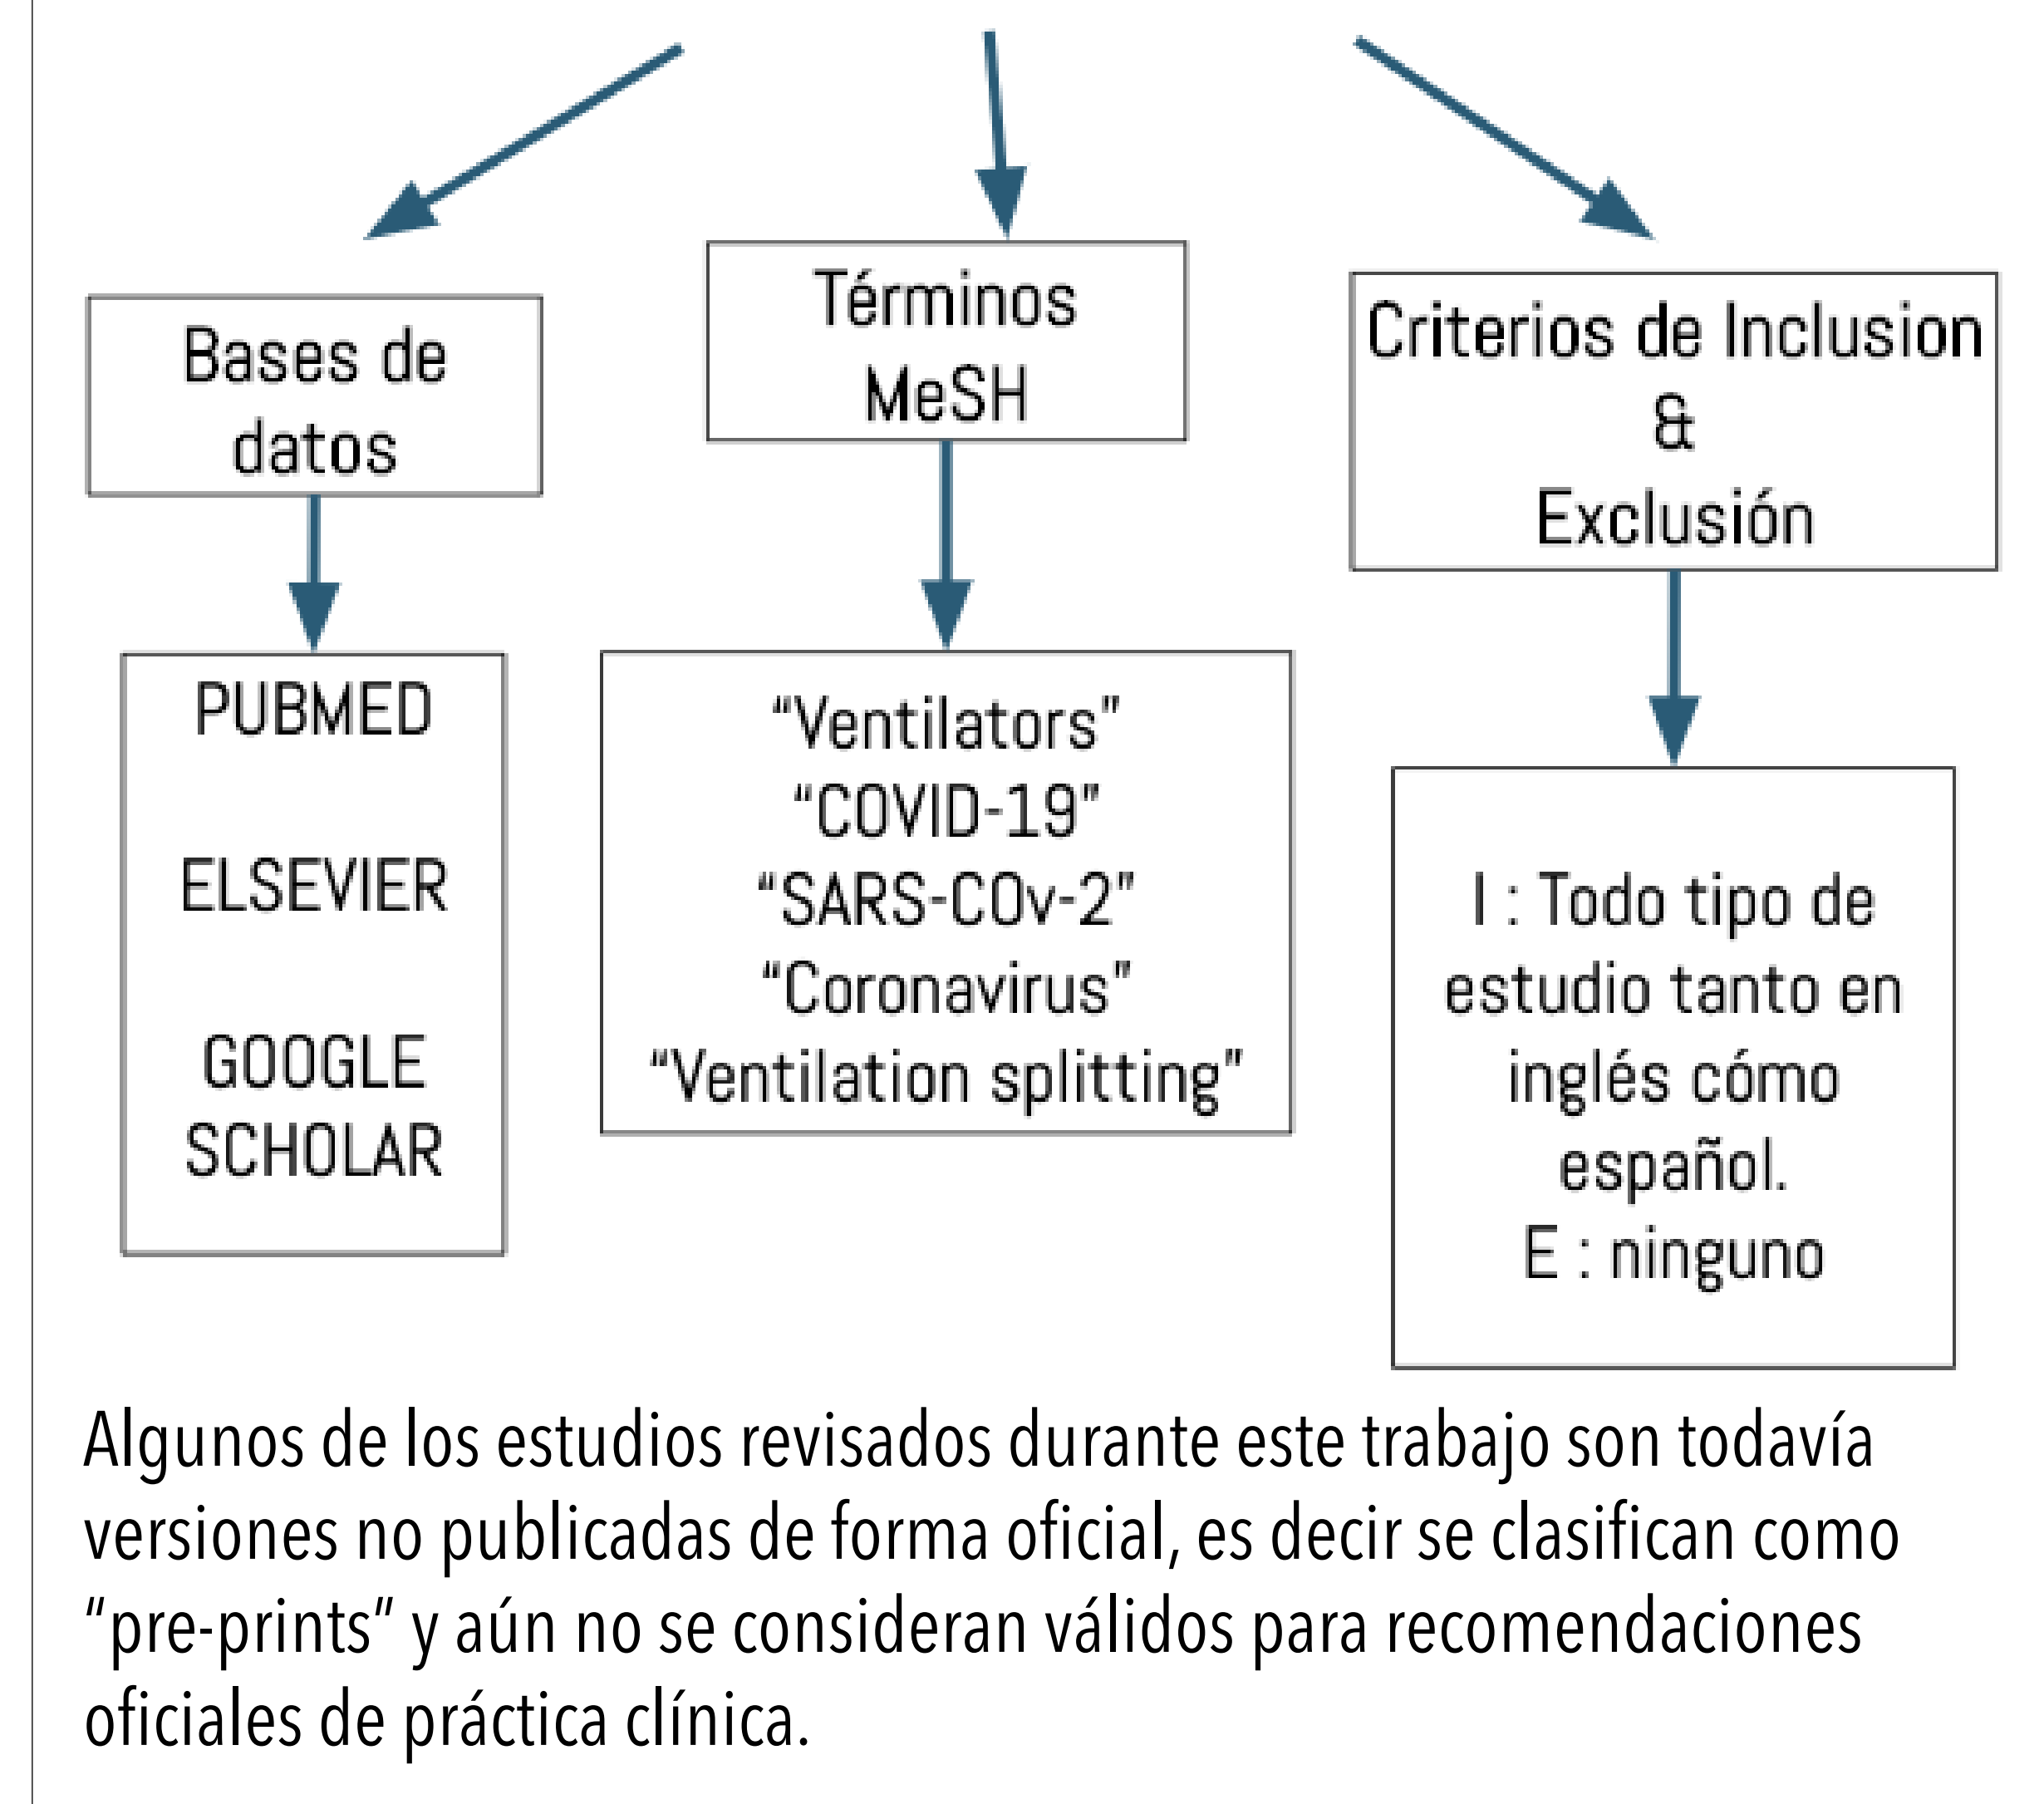 Bases de
datos
Términos
MeSH
Criterios de Inclusion
&
Exclusión
PUBMED
ELSEVIER
GOOGLE
SCHOLAR
“Ventilators”
“COVID-19”
“SARS-COv-2”
“Coronavirus”
“Ventilation splitting”
I : Todo tipo de
estudio tanto en
inglés cómo
español.
E : ninguno
Algunos de los estudios revisados durante este trabajo son todavía
versiones no publicadas de forma oficial, es decir se clasifican como
“pre-prints” y aún no se consideran válidos para recomendaciones
oficiales de práctica clínica.